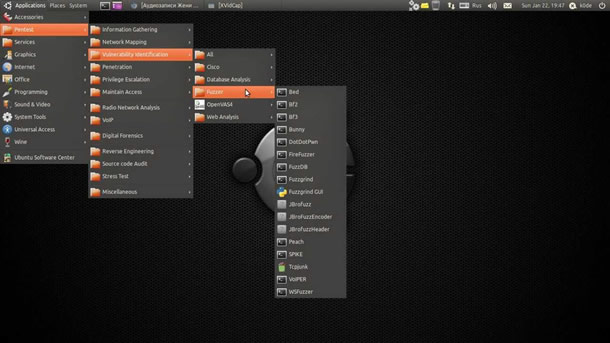 Applications Places System
[Аудиозаписи Жени ...
[XVidCap]
Rus
Sun Jan 22, 19:47
k0de
Accessories
Pentest
Services
Graphics
Internet
Office
Programming
Sound & Video
System Tools
Universal Access
Wine
Ubuntu Software Center
Information Gathering
Network Mapping
Vulnerability Identification
Penetration
Privilege Escalation
Maintain Access
Radio Network Analysis
VoIP
Digital Forensics
Reverse Engineering
Source code Audit
Stress Test
Miscellaneous
All
Cisco
Database Analysis
Fuzzer
OpenVAS4
Web Analysis
Bed
Bf2
Bf3
Bunny
DotDotPwn
FireFuzzer
FuzzDB
Fuzzgrind
Fuzzgrind GUI
JBroFuzz
JBroFuzzEncoder
JBroFuzzHeader
Peach
SPIKE
TcpJunk
VoIPER
WSFuzzer